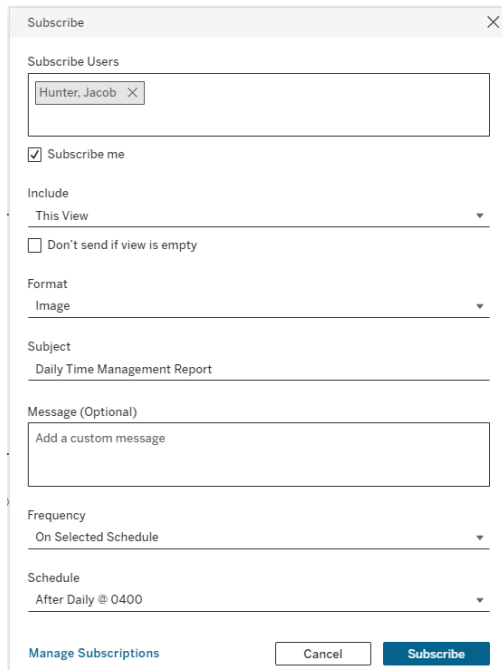 Subscribe
Subscribe Users
Hunter, Jacob
Subscribe me
Include
This View
Don't send if view is empty
Format
Image
Subject
Daily Time Management Report
Message (Optional)
Add a custom message
Frequency
On Selected Schedule
Schedule
After Daily @ 0400
Manage Subscriptions Cancel Subscribe